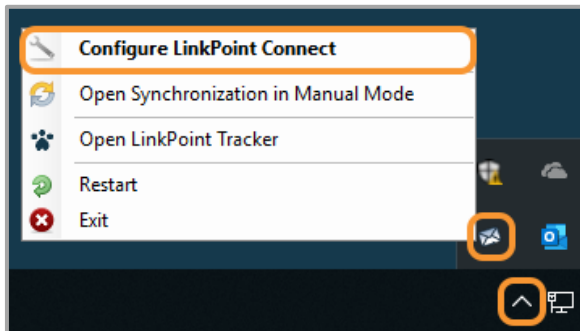 Configure LinkPoint Connect
Open Synchronization in Manual Mode
Open LinkPoint Tracker
Restart
Exit